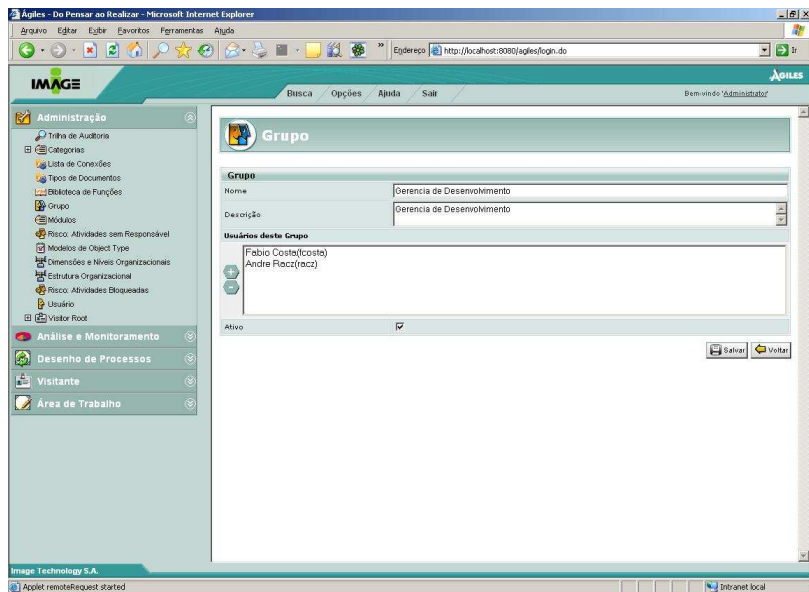 Ágiles - Do Pensar ao Realizar - Microsoft Internet Explorer
Arquivo Editar Exibir Favoritos Ferramentas Ajuda
Endereço http://localhost:8080/agiles/login.do Ir
IMAGE
ÁGILES
Busca Opções Ajuda Sair
Bem-vindo 'Administrator'
Administração
Trilha de Auditoria
Categorias
Lista de Conexões
Tipos de Documentos
Biblioteca de Funções
Grupo
Módulos
Risco: Atividades sem Responsável
Modelos de Object Type
Dimensões e Níveis Organizacionais
Estrutura Organizacional
Risco: Atividades Bloqueadas
Usuário
Visitor Root
Análise e Monitoramento
Desenho de Processos
Visitante
Área de Trabalho
Grupo
Grupo
Nome Gerencia de Desenvolvimento
Descrição Gerencia de Desenvolvimento
Usuários deste Grupo
Fabio Costa(fcosta)
Andre Racz(racz)
Ativo
Salvar Voltar
Image Technology S.A.
Applet remoteRequest started
Intranet local